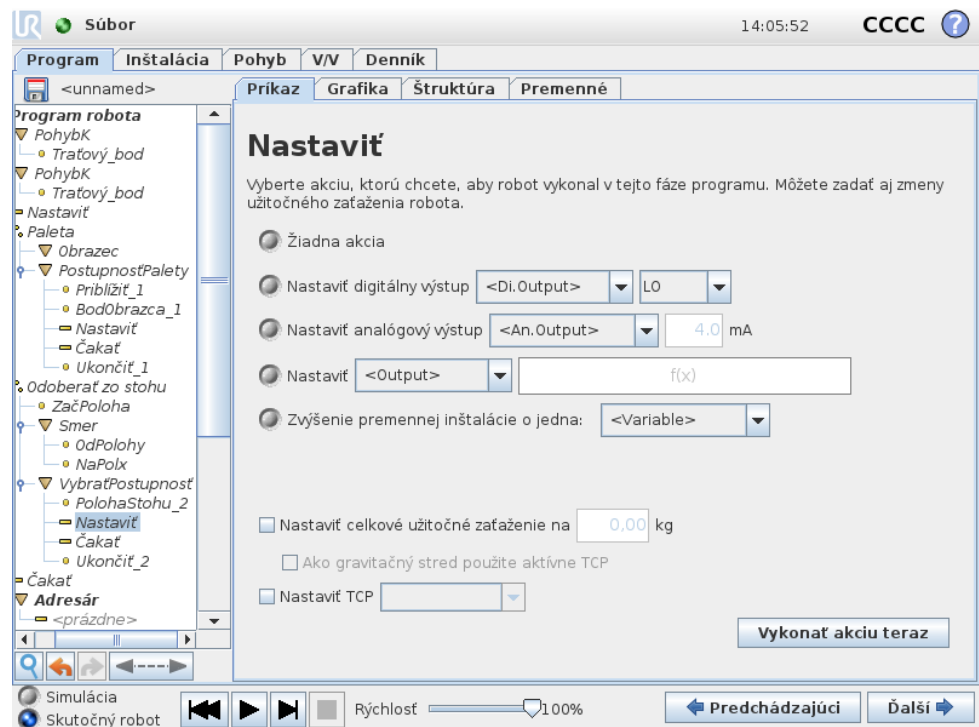 UR Súbor 14:05:52 CCCC ?
Program Inštalácia Pohyb V/V Denník
<unnamed> Príkaz Grafika Štruktúra Premenné
Program robota
PohybK
Traťový_bod
PohybK
Traťový_bod
Nastaviť
Paleta
Obrazec
PostupnosťPalety
Priblížiť_1
BodObrazca_1
Nastaviť
Čakať
Ukončiť_1
Odoberať zo stohu
ZačPoloha
Smer
OdPolohy
NaPolx
VybraťPostupnosť
PolohaStohu_2
Nastaviť
Čakať
Ukončiť_2
Čakať
Adresár
<prázdne>
Nastaviť
Vyberte akciu, ktorú chcete, aby robot vykonal v tejto fáze programu. Môžete zadať aj zmeny
užitočného zaťaženia robota.
Žiadna akcia
Nastaviť digitálny výstup <Di.Output> LO
Nastaviť analógový výstup <An.Output> 4.0 mA
Nastaviť <Output> f(x)
Zvýšenie premennej inštalácie o jedna: <Variable>
Nastaviť celkové užitočné zaťaženie na 0,00 kg
Ako gravitačný stred použite aktívne TCP
Nastaviť TCP
Vykonať akciu teraz
Simulácia
Skutočný robot
Rýchlosť 100%
Predchádzajúci Ďalší